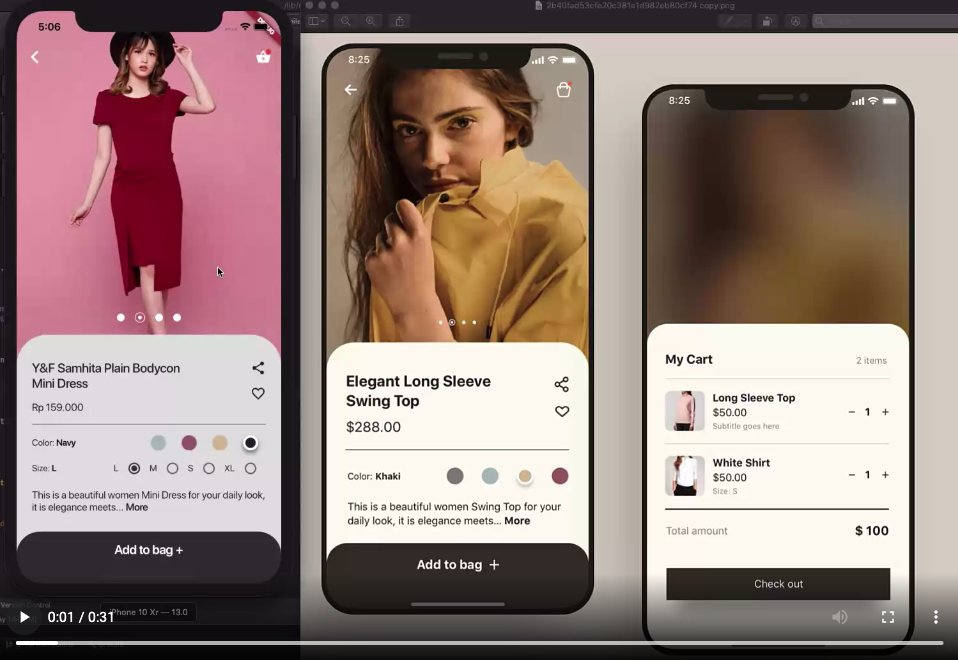 2b40fad53cfe20c381a1d982eb80cf74 copy.png
5:06
Y&F Samhita Plain Bodycon
Mini Dress
Rp 159.000
Color: Navy
Size: L
L M S XL
This is a beautiful women Mini Dress for your daily look,
it is elegance meets... More
Add to bag +
8:25
Elegant Long Sleeve
Swing Top
$288.00
Color: Khaki
This is a beautiful women Swing Top for your
daily look, it is elegance meets... More
Add to bag +
8:25
My Cart 2 items
Long Sleeve Top
$50.00
Subtitle goes here
− 1 +
White Shirt
$50.00
Size: S
− 1 +
Total amount $ 100
Check out
Version Control
iPhone 10 Xr — 13.0
0:01 / 0:31